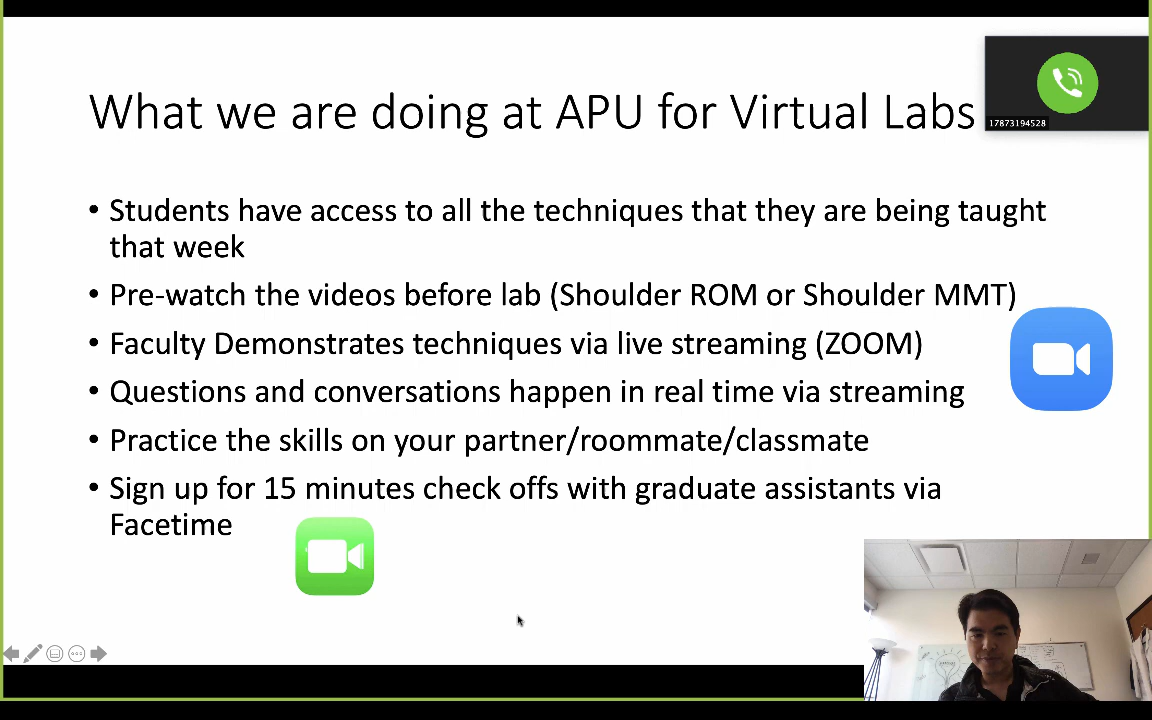 What we are doing at APU for Virtual Labs
17873194528
• Students have access to all the techniques that they are being taught
that week
• Pre-watch the videos before lab (Shoulder ROM or Shoulder MMT)
• Faculty Demonstrates techniques via live streaming (ZOOM)
• Questions and conversations happen in real time via streaming
• Practice the skills on your partner/roommate/classmate
• Sign up for 15 minutes check offs with graduate assistants via
Facetime